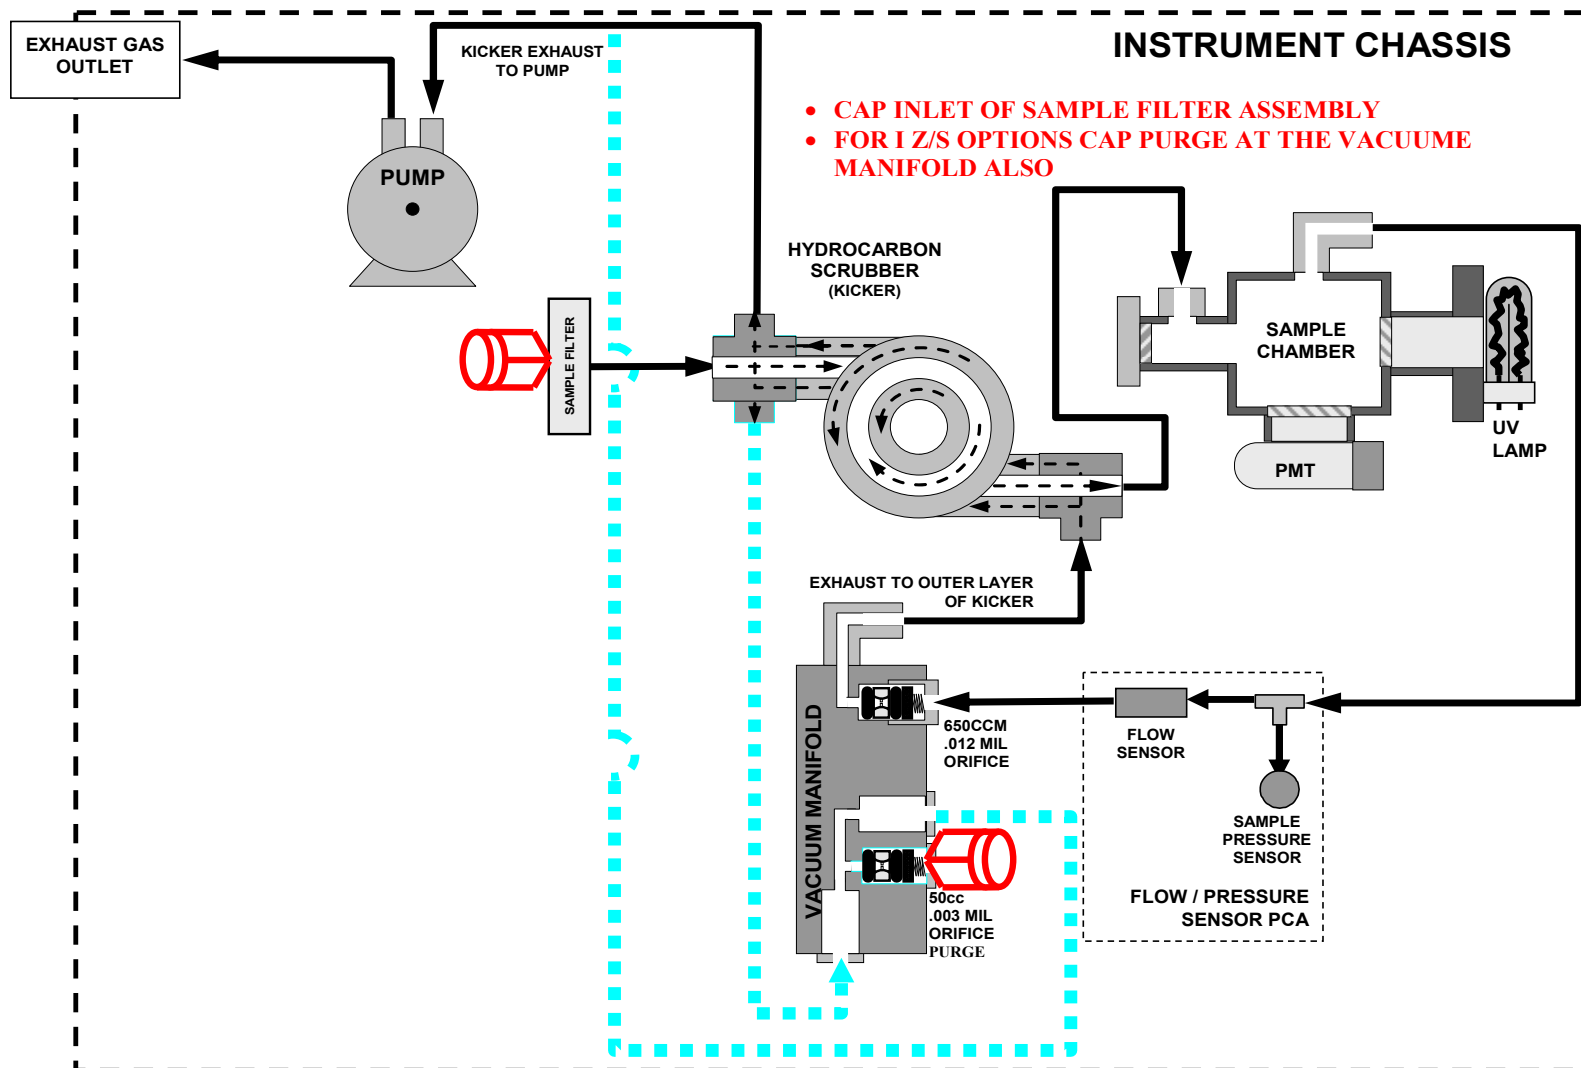 EXHAUST GAS
OUTLET
KICKER EXHAUST
TO PUMP
INSTRUMENT CHASSIS
• CAP INLET OF SAMPLE FILTER ASSEMBLY
• FOR I Z/S OPTIONS CAP PURGE AT THE VACUUME
MANIFOLD ALSO
PUMP
HYDROCARBON
SCRUBBER
(KICKER)
SAMPLE FILTER
SAMPLE
CHAMBER
UV
LAMP
PMT
EXHAUST TO OUTER LAYER
OF KICKER
VACUUM MANIFOLD
650CCM
.012 MIL
ORIFICE
FLOW
SENSOR
SAMPLE
PRESSURE
SENSOR
50cc
.003 MIL
ORIFICE
PURGE
FLOW / PRESSURE
SENSOR PCA